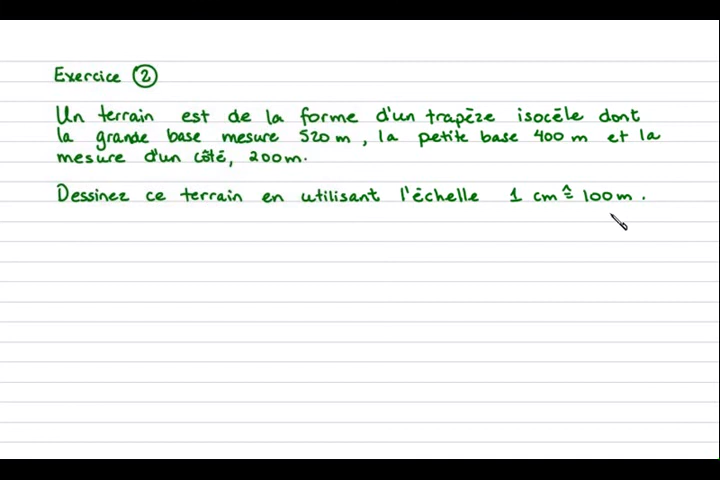 Exercice ②
Un terrain est de la forme d'un trapèze isocèle dont
la grande base mesure 520 m, la petite base 400 m et la
mesure d'un côté, 200 m.
Dessinez ce terrain en utilisant l'échelle 1 cm ≙ 100 m.